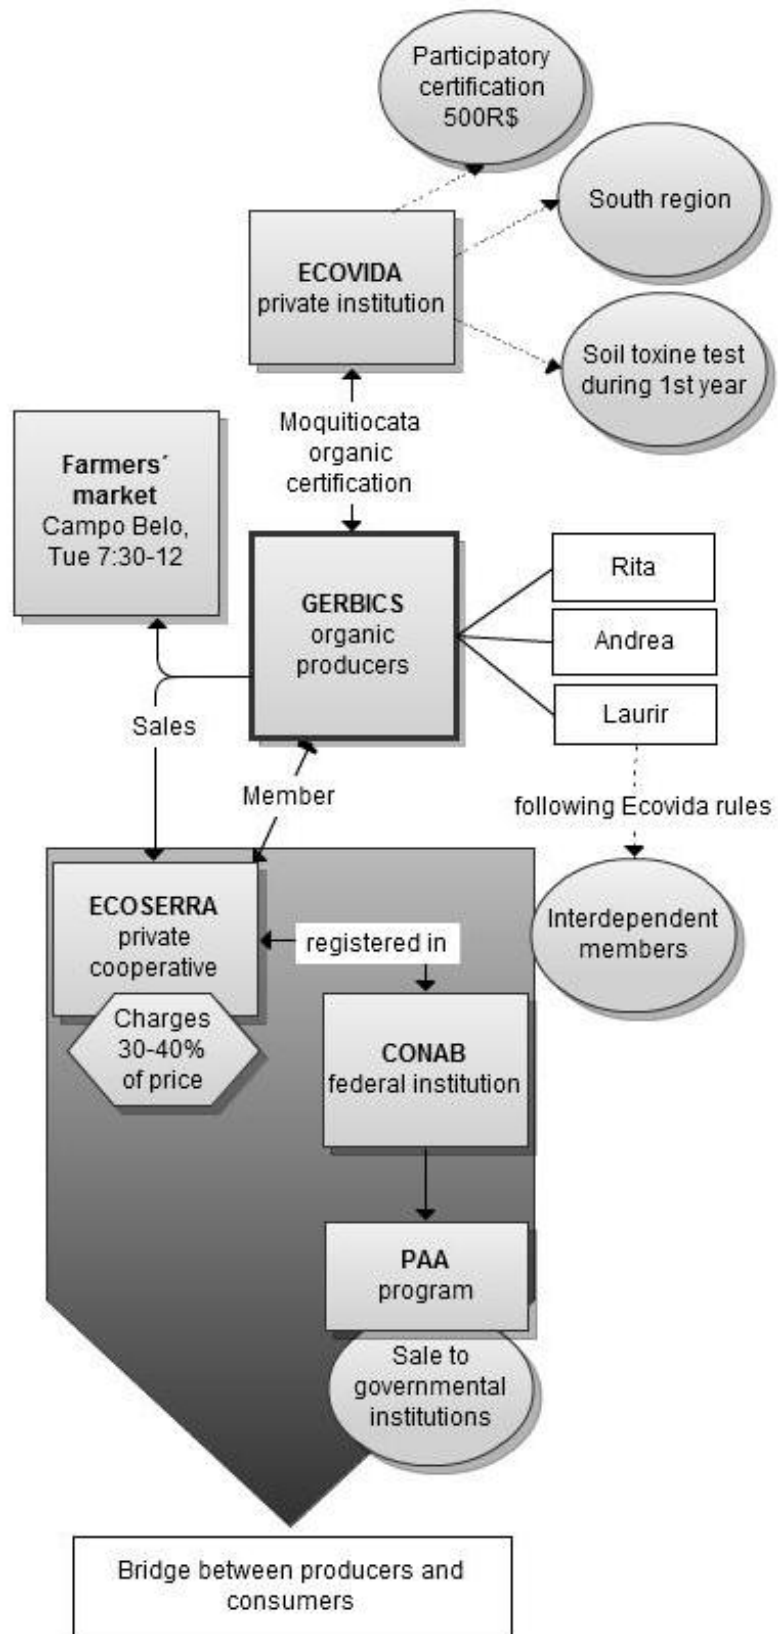 Participatory
certification
500R$
South region
ECOVIDA
private institution
Soil toxine test
during 1st year
Moquitiocata
organic
certification
Farmers´
market
Campo Belo,
Tue 7:30-12
GERBICS
organic
producers
Rita
Andrea
Laurir
Sales
Member
following Ecovida rules
ECOSERRA
private
cooperative
registered in
Interdependent
members
Charges
30-40%
of price
CONAB
federal institution
PAA
program
Sale to
governmental
institutions
Bridge between producers and
consumers